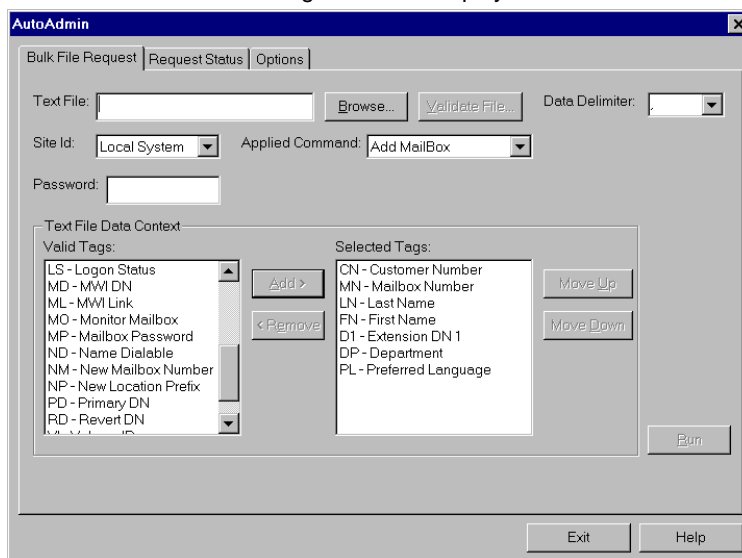 AutoAdmin
Bulk File Request Request Status Options
Text File: Browse... Validate File... Data Delimiter: ,
Site Id: Local System Applied Command: Add MailBox
Password:
Text File Data Context
Valid Tags:
LS - Logon Status
MD - MWI DN
ML - MWI Link
MO - Monitor Mailbox
MP - Mailbox Password
ND - Name Dialable
NM - New Mailbox Number
NP - New Location Prefix
PD - Primary DN
RD - Revert DN
Add >
< Remove
Selected Tags:
CN - Customer Number
MN - Mailbox Number
LN - Last Name
FN - First Name
D1 - Extension DN 1
DP - Department
PL - Preferred Language
Move Up
Move Down
Run
Exit Help